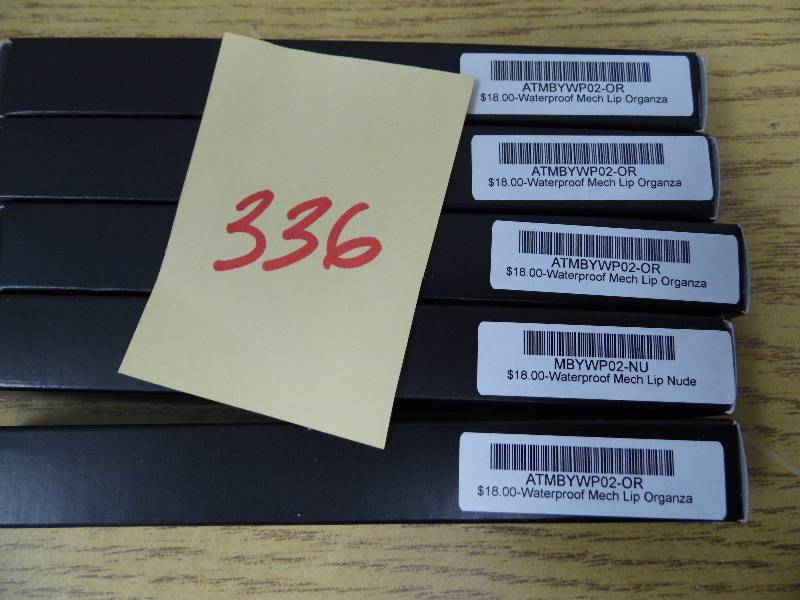 336
ATMBYWP02-OR
$18.00-Waterproof Mech Lip Organza
ATMBYWP02-OR
$18.00-Waterproof Mech Lip Organza
ATMBYWP02-OR
$18.00-Waterproof Mech Lip Organza
MBYWP02-NU
$18.00-Waterproof Mech Lip Nude
ATMBYWP02-OR
$18.00-Waterproof Mech Lip Organza